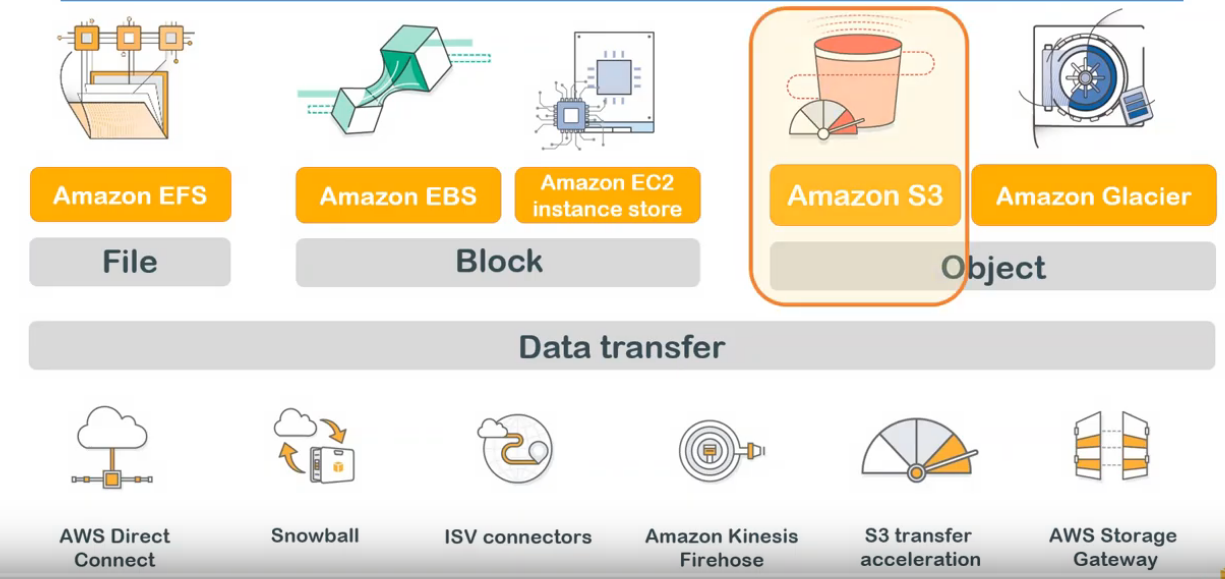 Amazon EFS
Amazon EBS
Amazon EC2
instance store
Amazon S3
Amazon Glacier
File
Block
Object
Data transfer
AWS Direct
Connect
Snowball
ISV connectors
Amazon Kinesis
Firehose
S3 transfer
acceleration
AWS Storage
Gateway